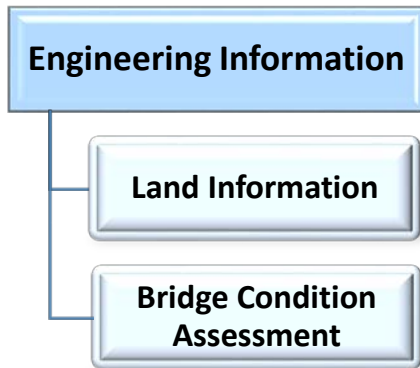 Engineering Information
Land Information
Bridge Condition
Assessment